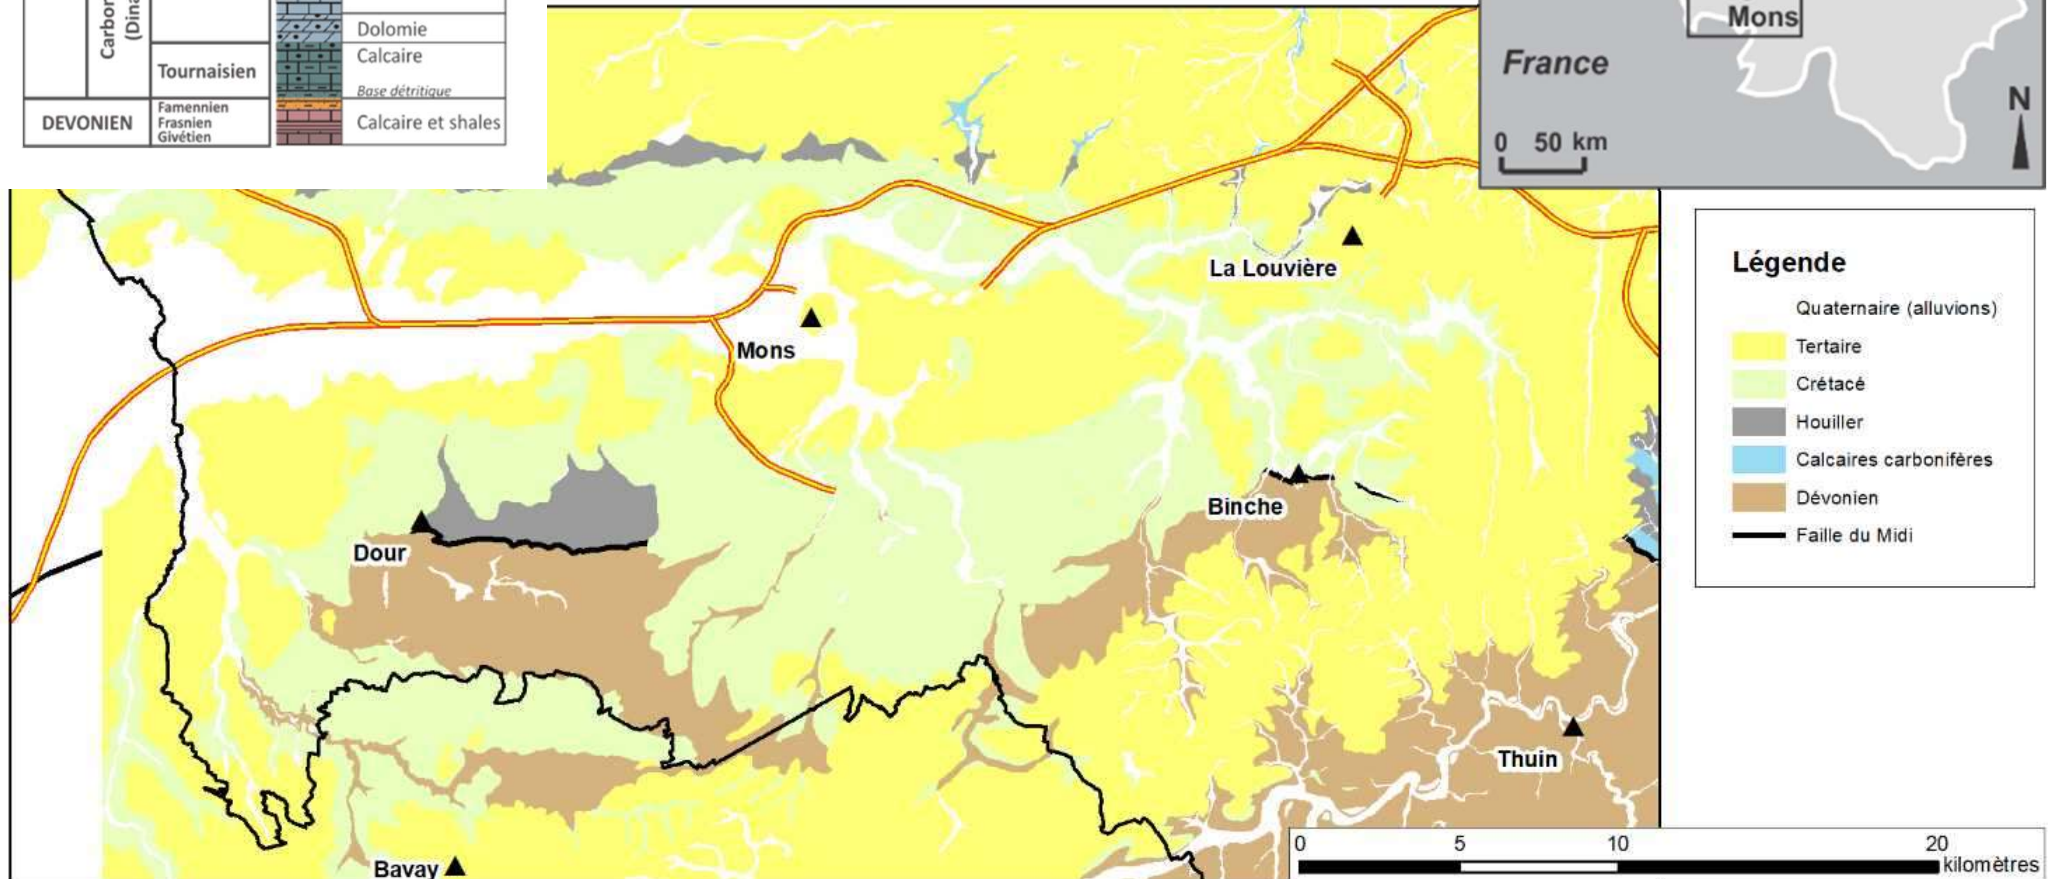 Carbon
(Dina
Dolomie
Calcaire
Tournaisien
Base détritique
Famennien
Frasnien
Givétien
DEVONIEN
Calcaire et shales
Mons
France
N
0 50 km
La Louvière
Mons
Binche
Dour
Thuin
Bavay
Légende
Quaternaire (alluvions)
Tertaire
Crétacé
Houiller
Calcaires carbonifères
Dévonien
Faille du Midi
0 5 10 20
kilomètres